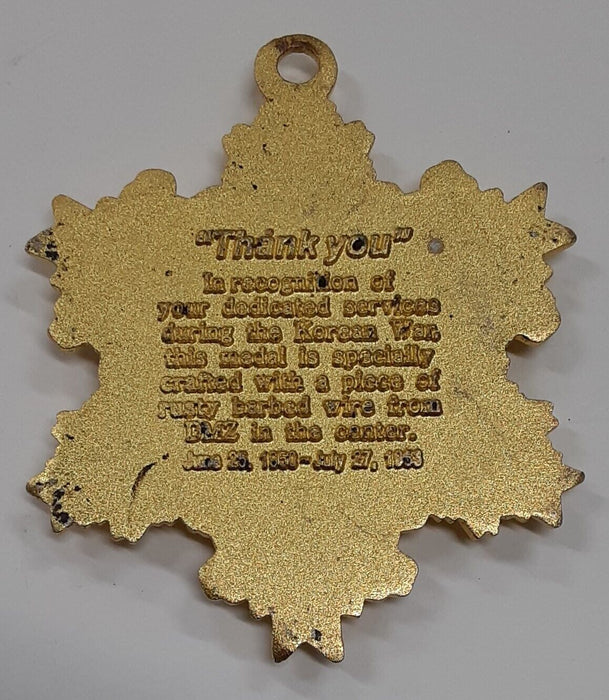 “Thank you”
In recognition of
your dedicated services
during the Korean War,
this medal is specially
crafted with a piece of
rusty barbed wire from
DMZ in the center.
June 25, 1950~July 27, 1953